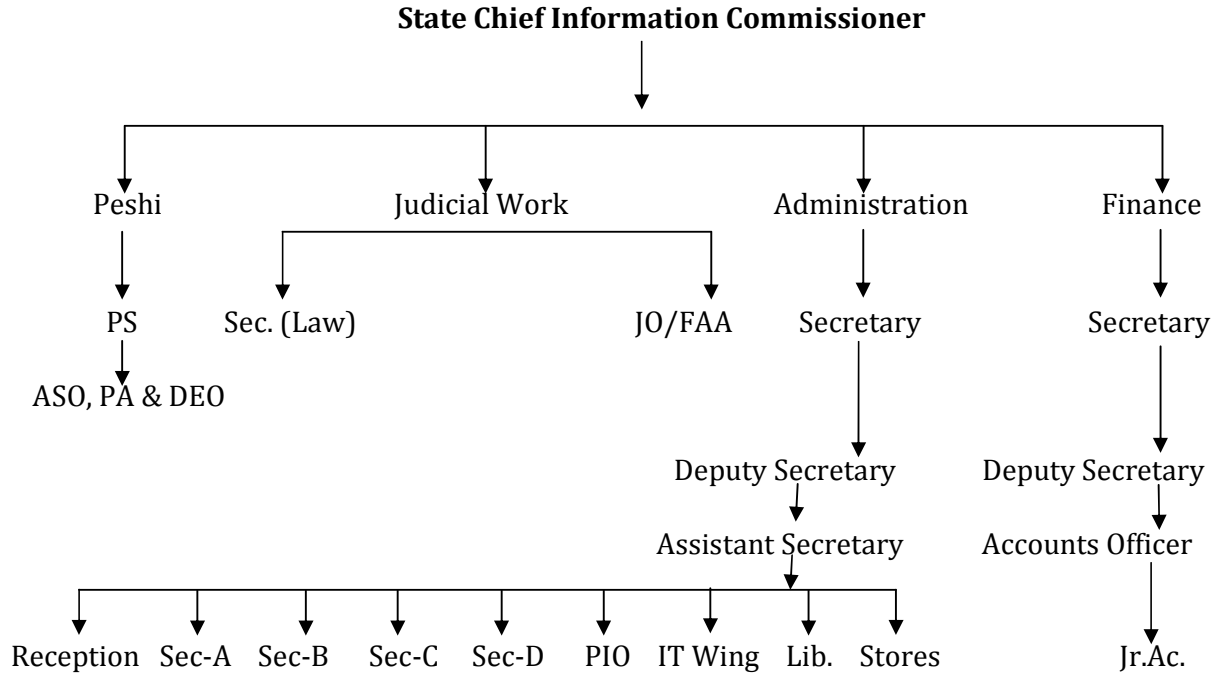 State Chief Information Commissioner
Peshi Judicial Work Administration Finance
PS Sec. (Law) JO/FAA Secretary Secretary
ASO, PA & DEO
Deputy Secretary Deputy Secretary
Assistant Secretary Accounts Officer
Reception Sec-A Sec-B Sec-C Sec-D PIO IT Wing Lib. Stores Jr.Ac.